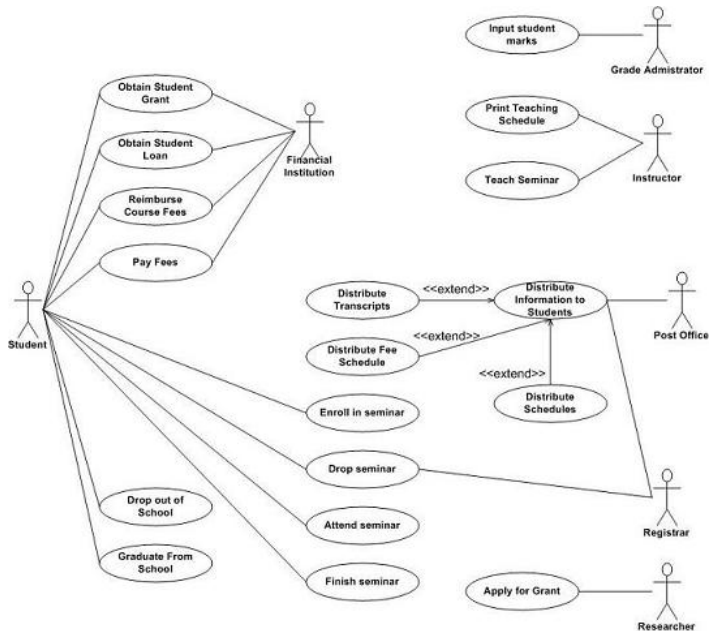 Input student
marks
Grade Admistrator
Obtain Student
Grant
Print Teaching
Schedule
Financial
Institution
Obtain Student
Loan
Instructor
Teach Seminar
Reimburse
Course Fees
Pay Fees
Student
Distribute
Transcripts
<<extend>>
Distribute
Information to
Students
Post Office
<<extend>>
Distribute Fee
Schedule
<<extend>>
Distribute
Schedules
Enroll in seminar
Drop seminar
Drop out of
School
Attend seminar
Registrar
Graduate From
School
Finish seminar
Apply for Grant
Researcher